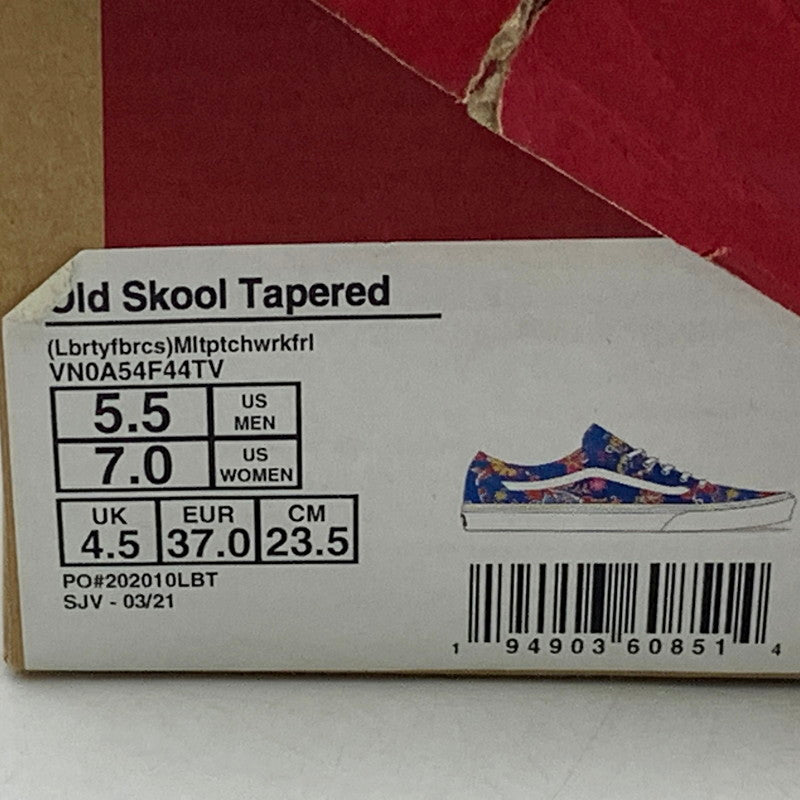 Old Skool Tapered
(Lbrtyfbrcs)Mltptchwrkfrl
VN0A54F44TV
5.5 US MEN
7.0 US WOMEN
UK EUR CM
4.5 37.0 23.5
PO#202010LBT
SJV - 03/21
1 94903 60851 4